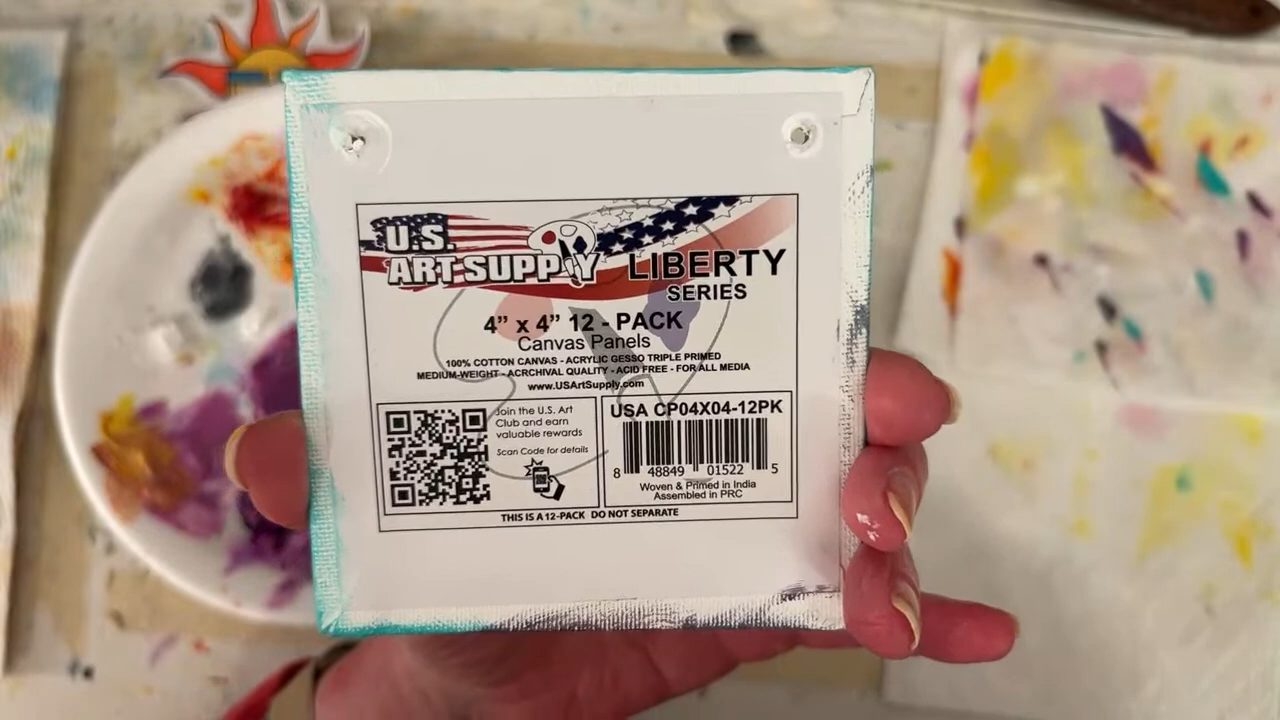 U.S.
ART SUPPLY
LIBERTY
SERIES
4” x 4” 12 - PACK
Canvas Panels
100% COTTON CANVAS - ACRYLIC GESSO TRIPLE PRIMED
MEDIUM-WEIGHT - ACRCHIVAL QUALITY - ACID FREE - FOR ALL MEDIA
www.USArtSupply.com
Join the U.S. Art
Club and earn
valuable rewards
Scan Code for details
USA CP04X04-12PK
8 48849 01522 5
Woven & Printed in India
Assembled in PRC
THIS IS A 12-PACK DO NOT SEPARATE